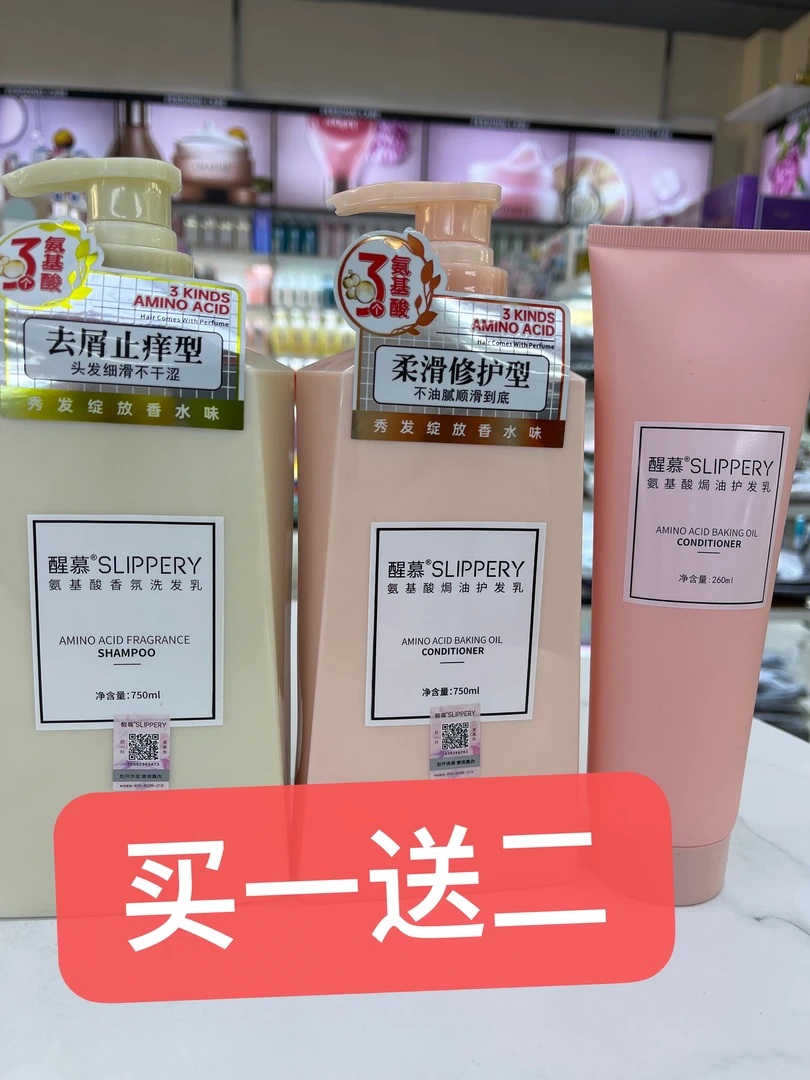 3个
氨基酸
3 KINDS
AMINO ACID
Hair Comes With Perfume
去屑止痒型
头发细滑不干涩
秀发绽放香水味
醒慕®SLIPPERY
氨基酸香氛洗发乳
AMINO ACID FRAGRANCE
SHAMPOO
净含量:750ml
醒慕®SLIPPERY
3个
氨基酸
3 KINDS
AMINO ACID
Hair Comes With Perfume
柔滑修护型
不油腻顺滑到底
秀发绽放香水味
醒慕®SLIPPERY
氨基酸焗油护发乳
AMINO ACID BAKING OIL
CONDITIONER
净含量:750ml
醒慕®SLIPPERY
醒慕®SLIPPERY
氨基酸焗油护发乳
AMINO ACID BAKING OIL
CONDITIONER
净含量:260ml
买一送二